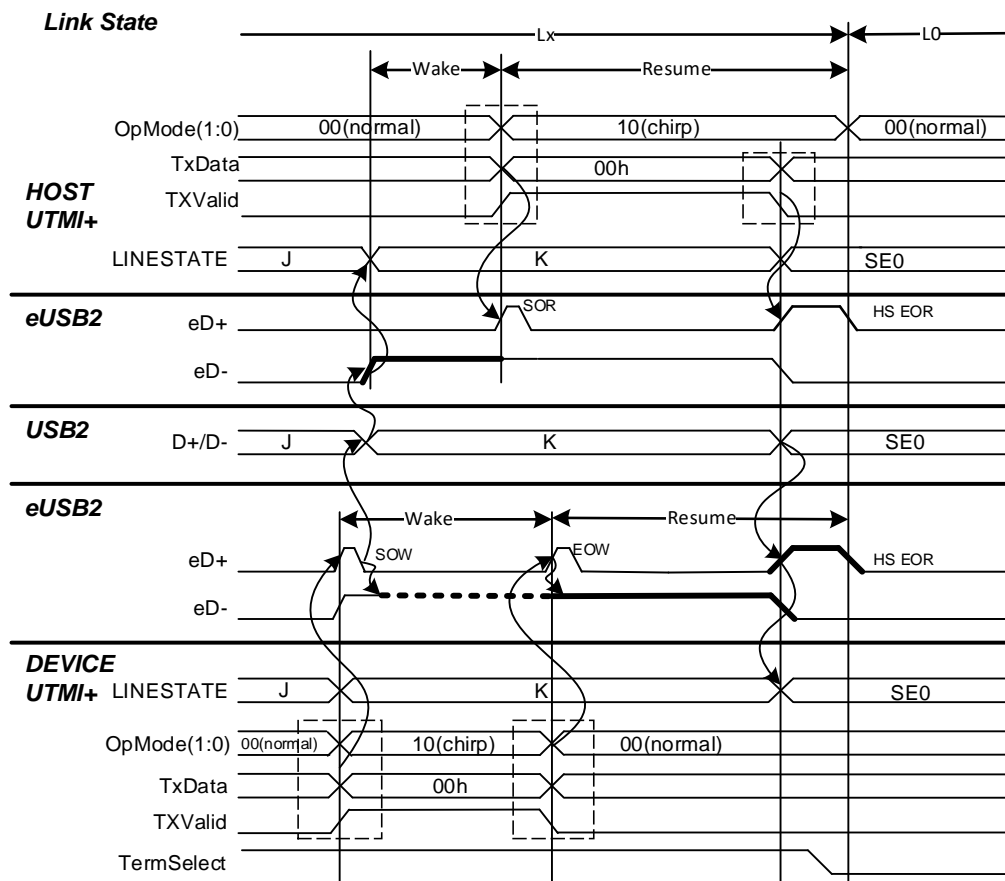 Link State
Lx L0
Wake Resume
OpMode(1:0) 00(normal) 10(chirp) 00(normal)
TxData 00h
HOST
UTMI+
TXValid
LINESTATE J K SE0
eUSB2
eD+ SOR HS EOR
eD-
USB2
D+/D- J K SE0
eUSB2
Wake Resume
eD+ SOW EOW HS EOR
eD-
DEVICE
UTMI+
LINESTATE J K SE0
OpMode(1:0) 00(normal) 10(chirp) 00(normal)
TxData 00h
TXValid
TermSelect